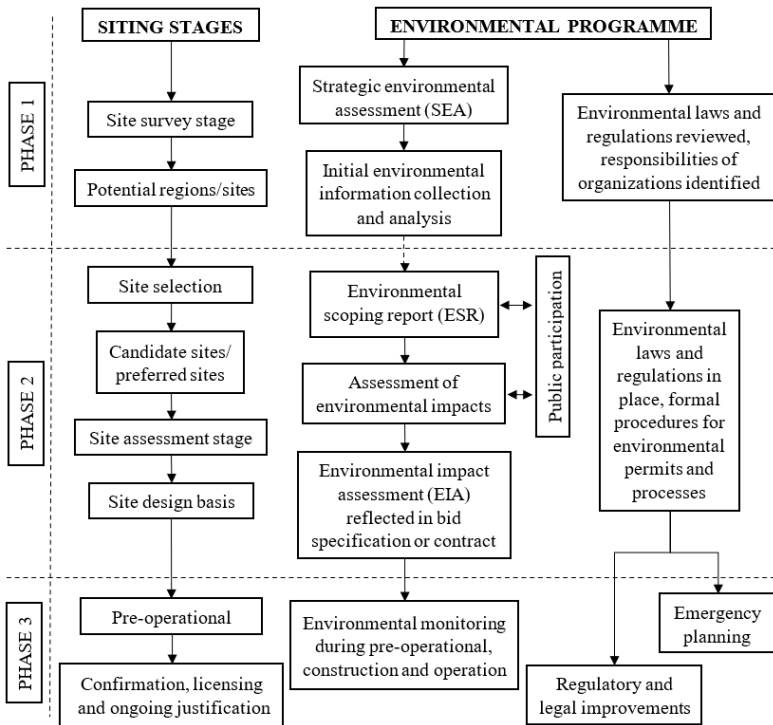 SITING STAGES
ENVIRONMENTAL PROGRAMME
PHASE 1
Site survey stage
Potential regions/sites
Strategic environmental
assessment (SEA)
Initial environmental
information collection
and analysis
Environmental laws and
regulations reviewed,
responsibilities of
organizations identified
PHASE 2
Site selection
Candidate sites/
preferred sites
Site assessment stage
Site design basis
Environmental
scoping report (ESR)
Assessment of
environmental impacts
Environmental impact
assessment (EIA)
reflected in bid
specification or contract
Public participation
Environmental
laws and
regulations in
place, formal
procedures for
environmental
permits and
processes
PHASE 3
Pre-operational
Confirmation, licensing
and ongoing justification
Environmental monitoring
during pre-operational,
construction and operation
Emergency
planning
Regulatory and
legal improvements